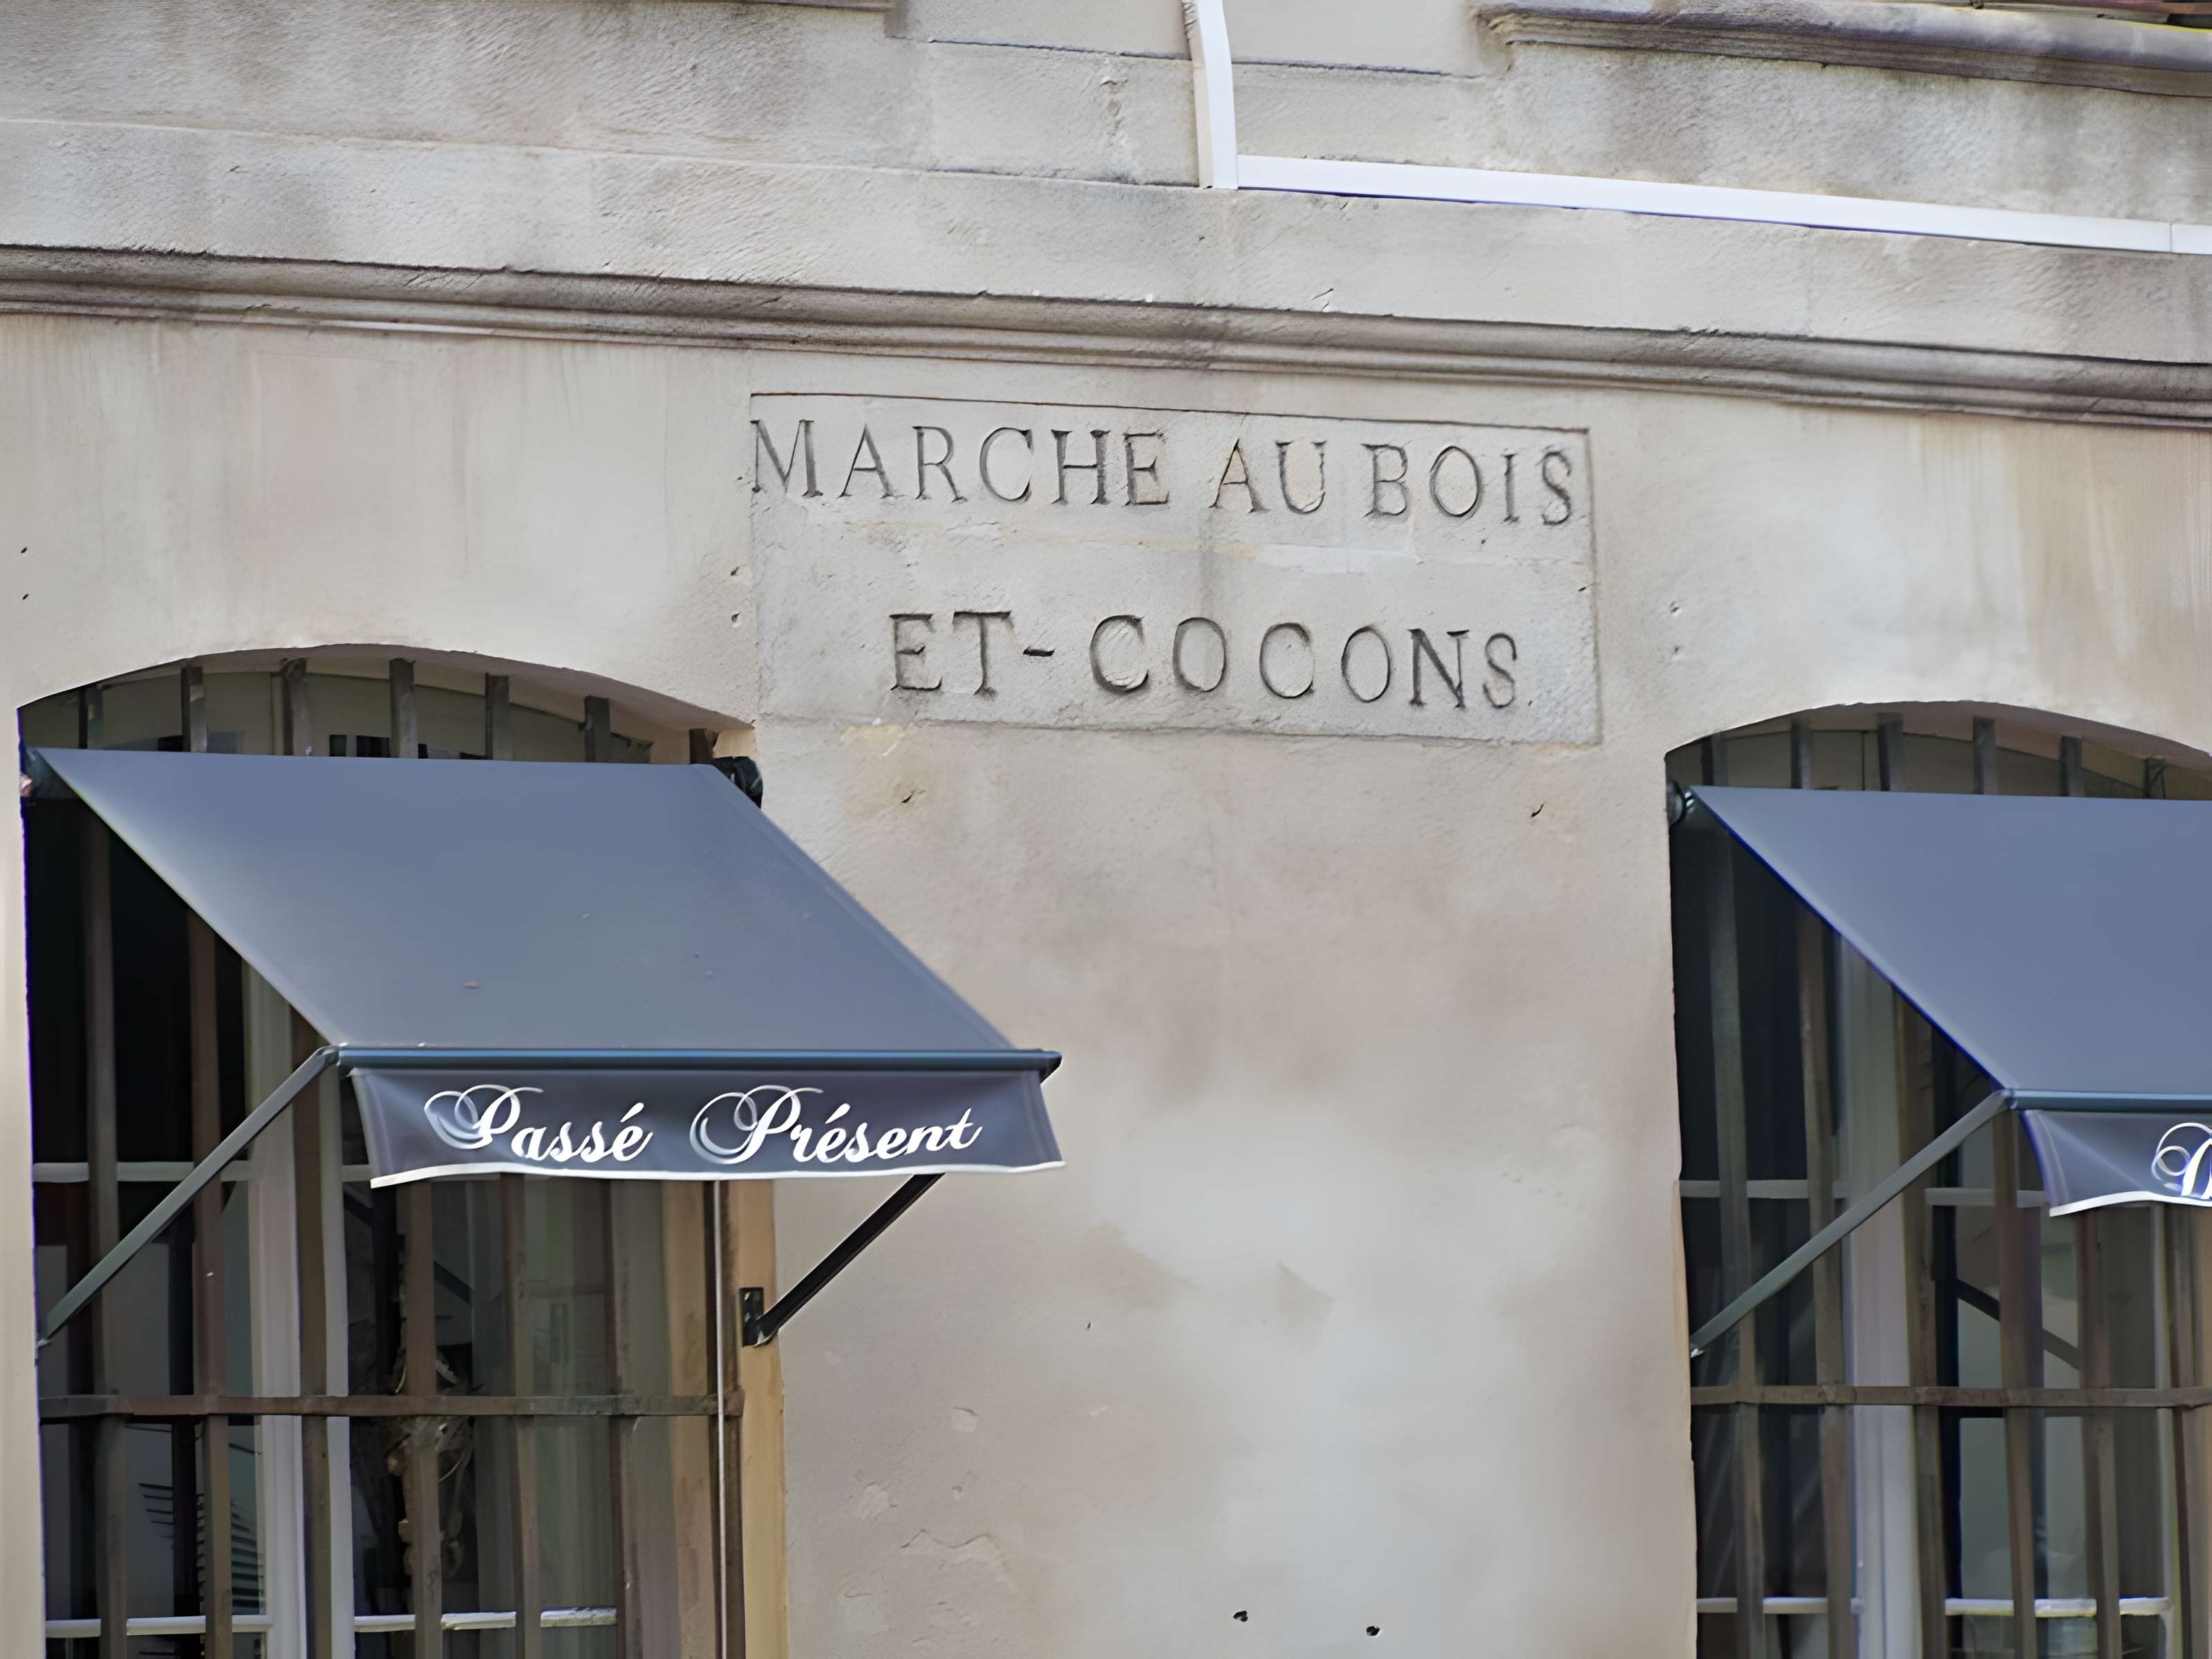 MARCHE AU BOIS
ET-COCONS
Passé Présent